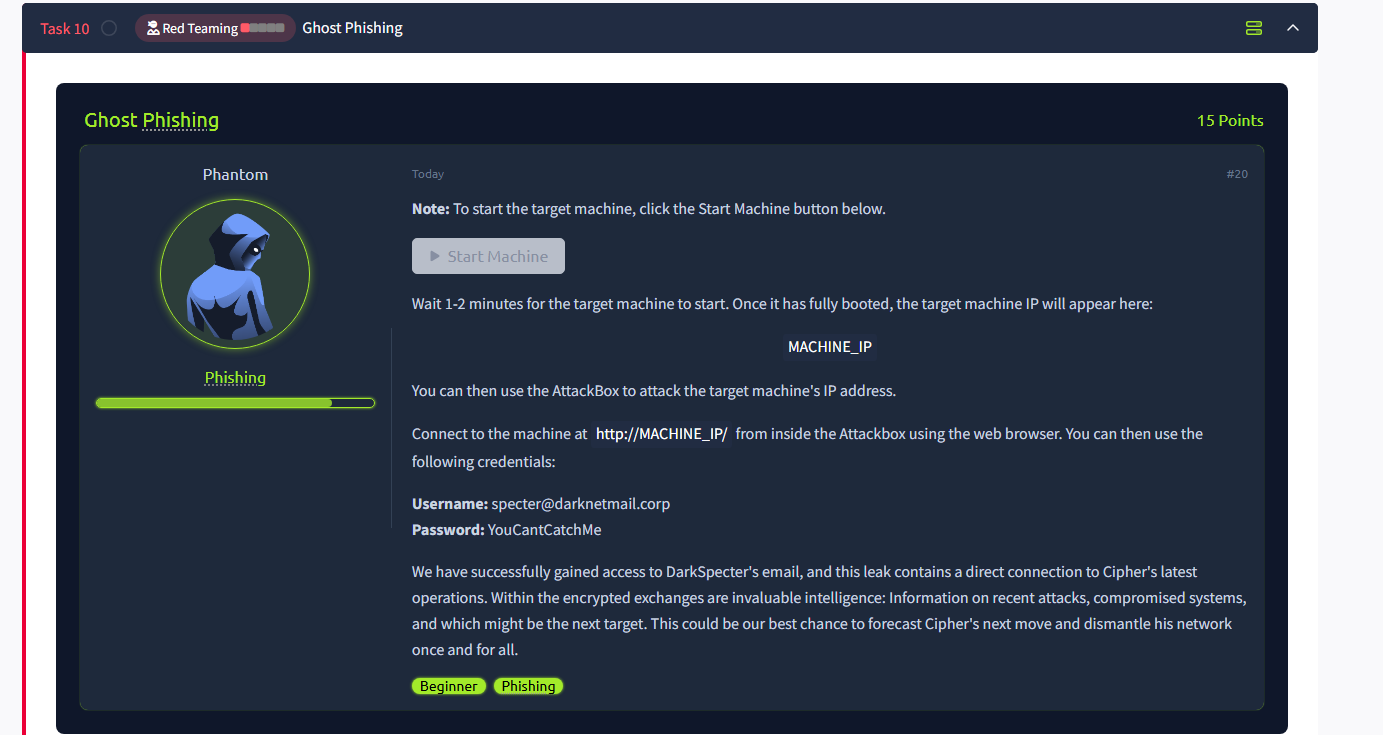 Task 10 Red Teaming Ghost Phishing
Ghost Phishing
15 Points
Phantom
Phishing
Today
#20
Note: To start the target machine, click the Start Machine button below.
Start Machine
Wait 1-2 minutes for the target machine to start. Once it has fully booted, the target machine IP will appear here:
MACHINE_IP
You can then use the AttackBox to attack the target machine's IP address.
Connect to the machine at http://MACHINE_IP/ from inside the Attackbox using the web browser. You can then use the
following credentials:
Username: specter@darknetmail.corp
Password: YouCantCatchMe
We have successfully gained access to DarkSpecter's email, and this leak contains a direct connection to Cipher's latest
operations. Within the encrypted exchanges are invaluable intelligence: Information on recent attacks, compromised systems,
and which might be the next target. This could be our best chance to forecast Cipher's next move and dismantle his network
once and for all.
Beginner Phishing